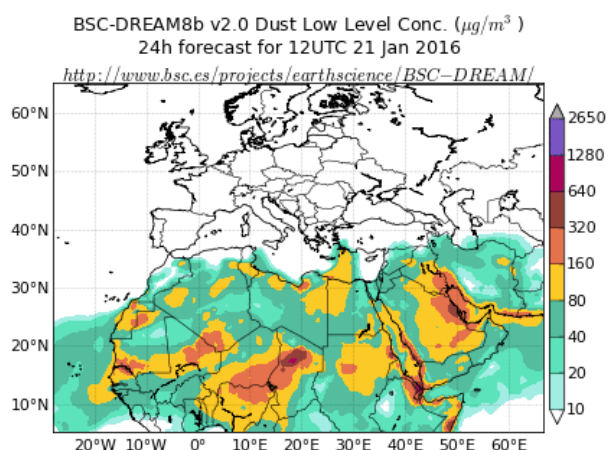 BSC-DREAM8b v2.0 Dust Low Level Conc. (μg/m³ )
24h forecast for 12UTC 21 Jan 2016
http://www.bsc.es/projects/earthscience/BSC−DREAM/
60°N
50°N
40°N
30°N
20°N
10°N
20°W 10°W 0° 10°E 20°E 30°E 40°E 50°E 60°E
2650
1280
640
320
160
80
40
20
10